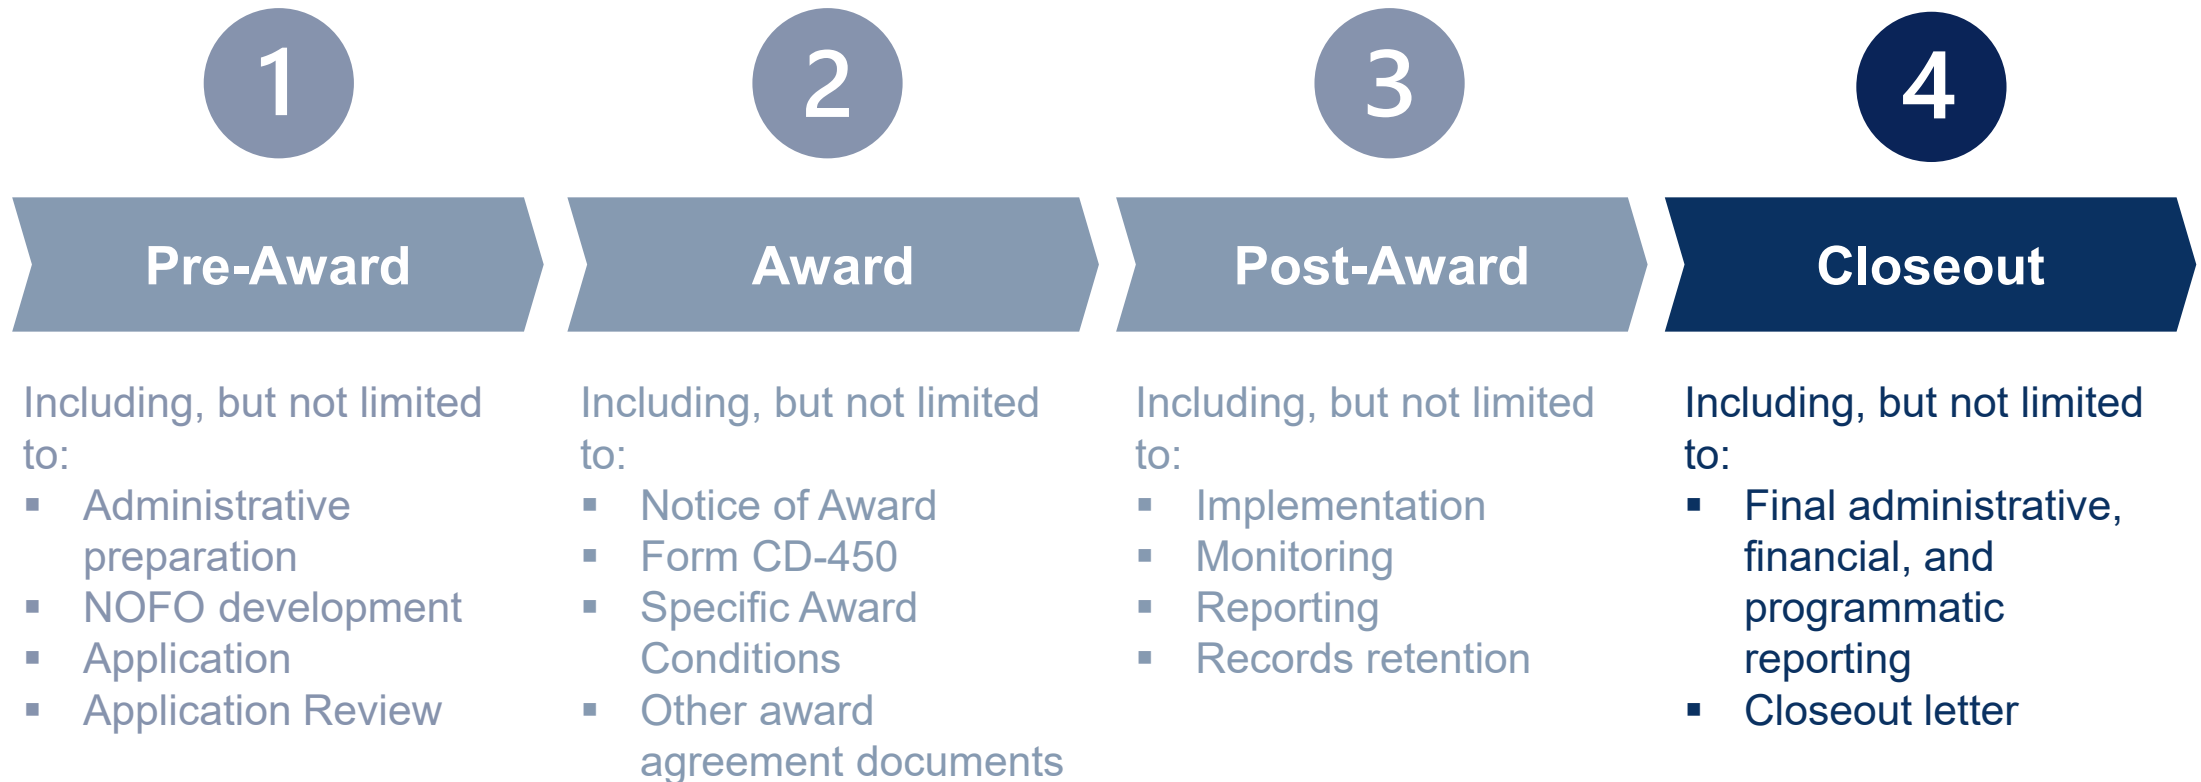 1
2
3
4
Pre-Award
Award
Post-Award
Closeout
Including, but not limited
to:
▪ Administrative
preparation
▪ NOFO development
▪ Application
▪ Application Review
Including, but not limited
to:
▪ Notice of Award
▪ Form CD-450
▪ Specific Award
Conditions
▪ Other award
agreement documents
Including, but not limited
to:
▪ Implementation
▪ Monitoring
▪ Reporting
▪ Records retention
Including, but not limited
to:
▪ Final administrative,
financial, and
programmatic
reporting
▪ Closeout letter